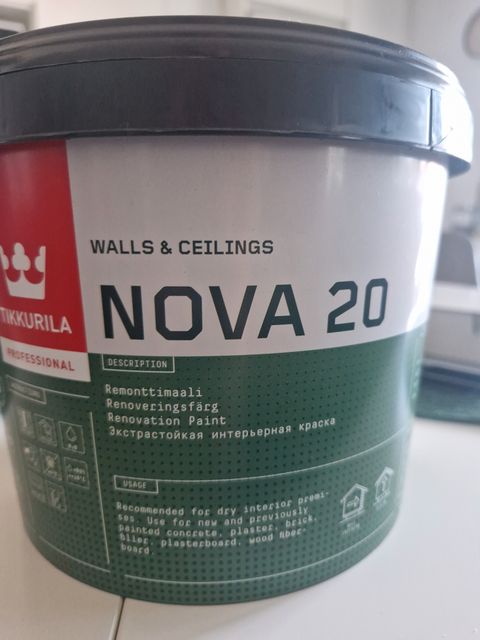 WALLS & CEILINGS
NOVA 20
TIKKURILA
PROFESSIONAL
DESCRIPTION
Remonttimaali
Renoveringsfärg
Renovation Paint
Экстрастойкая интерьерная краска
USAGE
Recommended for dry interior premi-
ses. Use for new and previously
painted concrete, plaster, brick,
filler, plasterboard, wood fiber-
board.